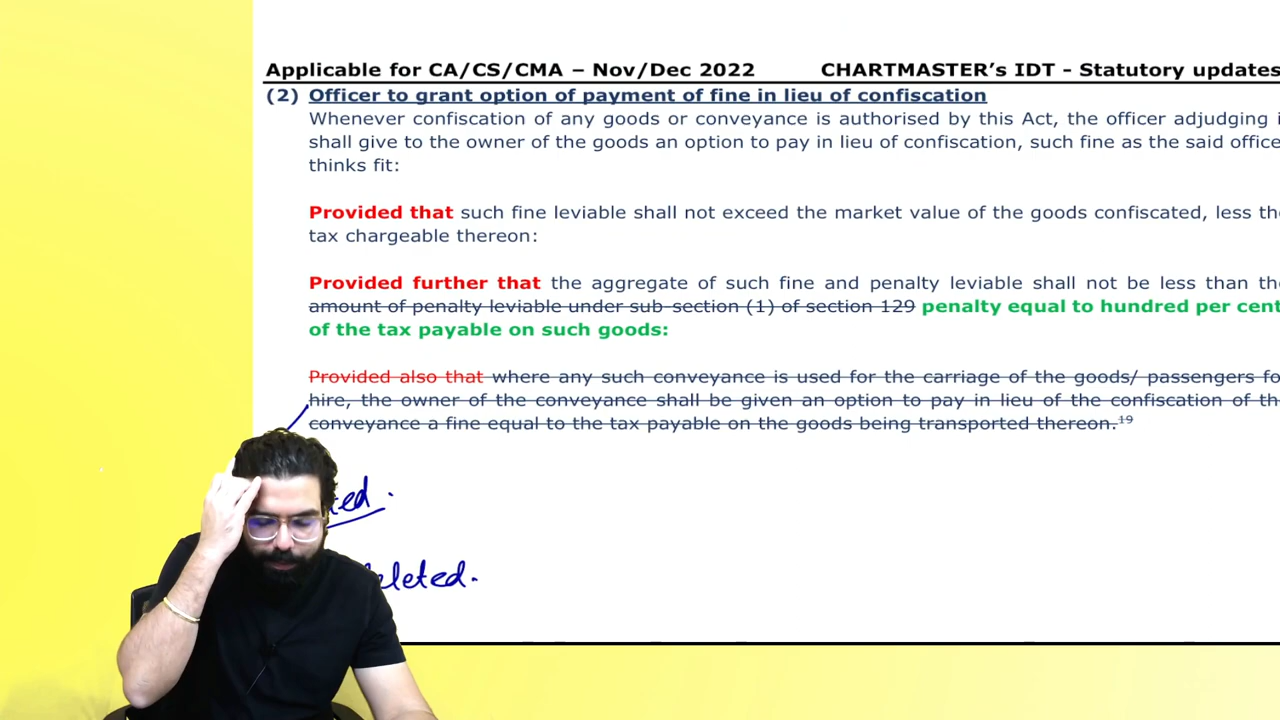 Applicable for CA/CS/CMA – Nov/Dec 2022 CHARTMASTER’s IDT - Statutory updates
(2) Officer to grant option of payment of fine in lieu of confiscation
Whenever confiscation of any goods or conveyance is authorised by this Act, the officer adjudging i
shall give to the owner of the goods an option to pay in lieu of confiscation, such fine as the said office
thinks fit:
Provided that such fine leviable shall not exceed the market value of the goods confiscated, less the
tax chargeable thereon:
Provided further that the aggregate of such fine and penalty leviable shall not be less than the
amount of penalty leviable under sub-section (1) of section 129 penalty equal to hundred per cent
of the tax payable on such goods:
Provided also that where any such conveyance is used for the carriage of the goods/ passengers fo
hire, the owner of the conveyance shall be given an option to pay in lieu of the confiscation of th
conveyance a fine equal to the tax payable on the goods being transported thereon.19
ted.
eleted.